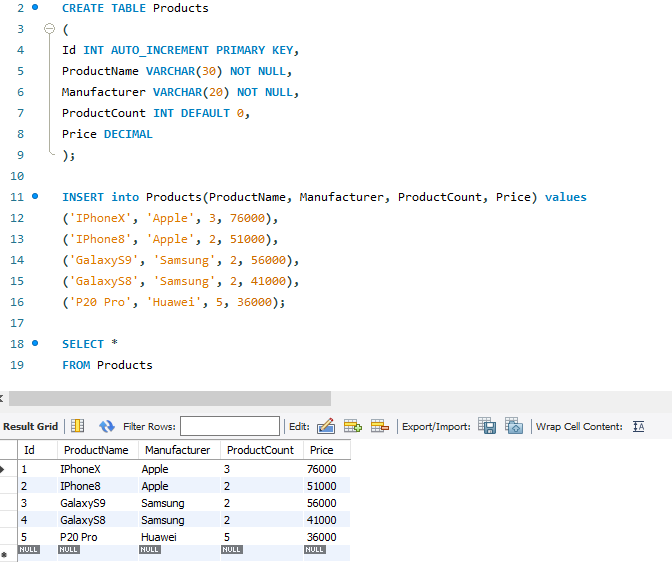 2 CREATE TABLE Products
3 (
4 Id INT AUTO_INCREMENT PRIMARY KEY,
5 ProductName VARCHAR(30) NOT NULL,
6 Manufacturer VARCHAR(20) NOT NULL,
7 ProductCount INT DEFAULT 0,
8 Price DECIMAL
9 );
10
11 INSERT into Products(ProductName, Manufacturer, ProductCount, Price) values
12 ('IPhoneX', 'Apple', 3, 76000),
13 ('IPhone8', 'Apple', 2, 51000),
14 ('GalaxyS9', 'Samsung', 2, 56000),
15 ('GalaxyS8', 'Samsung', 2, 41000),
16 ('P20 Pro', 'Huawei', 5, 36000);
17
18 SELECT *
19 FROM Products
Result Grid Filter Rows: Edit: Export/Import: Wrap Cell Content:
Id ProductName Manufacturer ProductCount Price
1 IPhoneX Apple 3 76000
2 IPhone8 Apple 2 51000
3 GalaxyS9 Samsung 2 56000
4 GalaxyS8 Samsung 2 41000
5 P20 Pro Huawei 5 36000
NULL NULL NULL NULL NULL